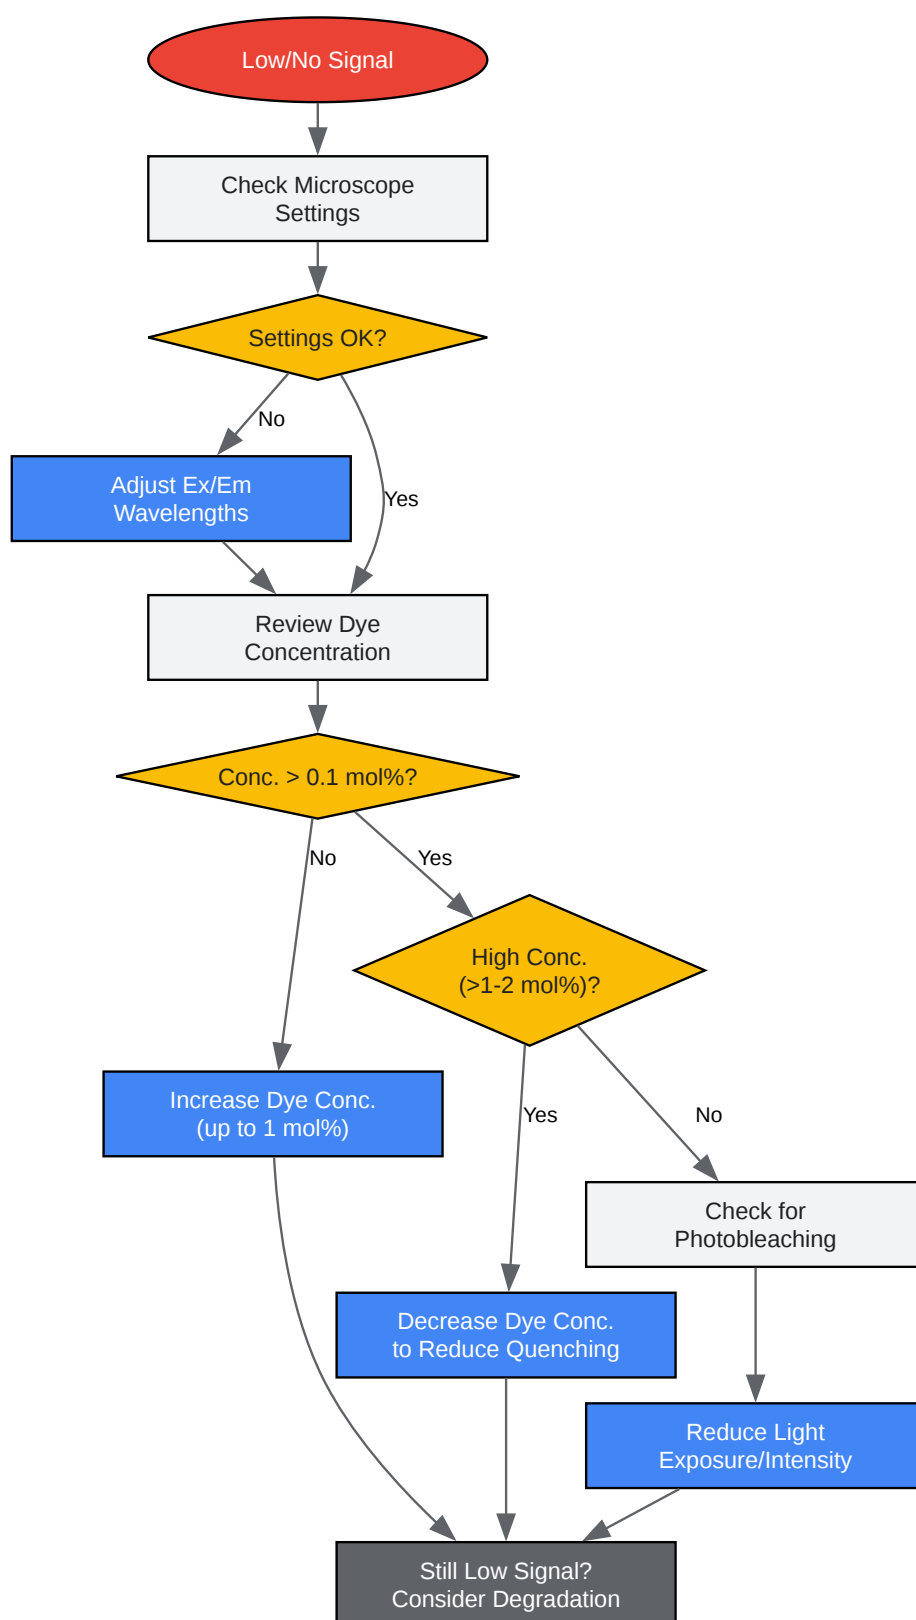 Low/No Signal
Check Microscope
Settings
Settings OK?
No
Yes
Adjust Ex/Em
Wavelengths
Review Dye
Concentration
Conc. > 0.1 mol%?
No
Yes
High Conc.
(>1-2 mol%)?
Increase Dye Conc.
(up to 1 mol%)
Yes
No
Check for
Photobleaching
Decrease Dye Conc.
to Reduce Quenching
Reduce Light
Exposure/Intensity
Still Low Signal?
Consider Degradation